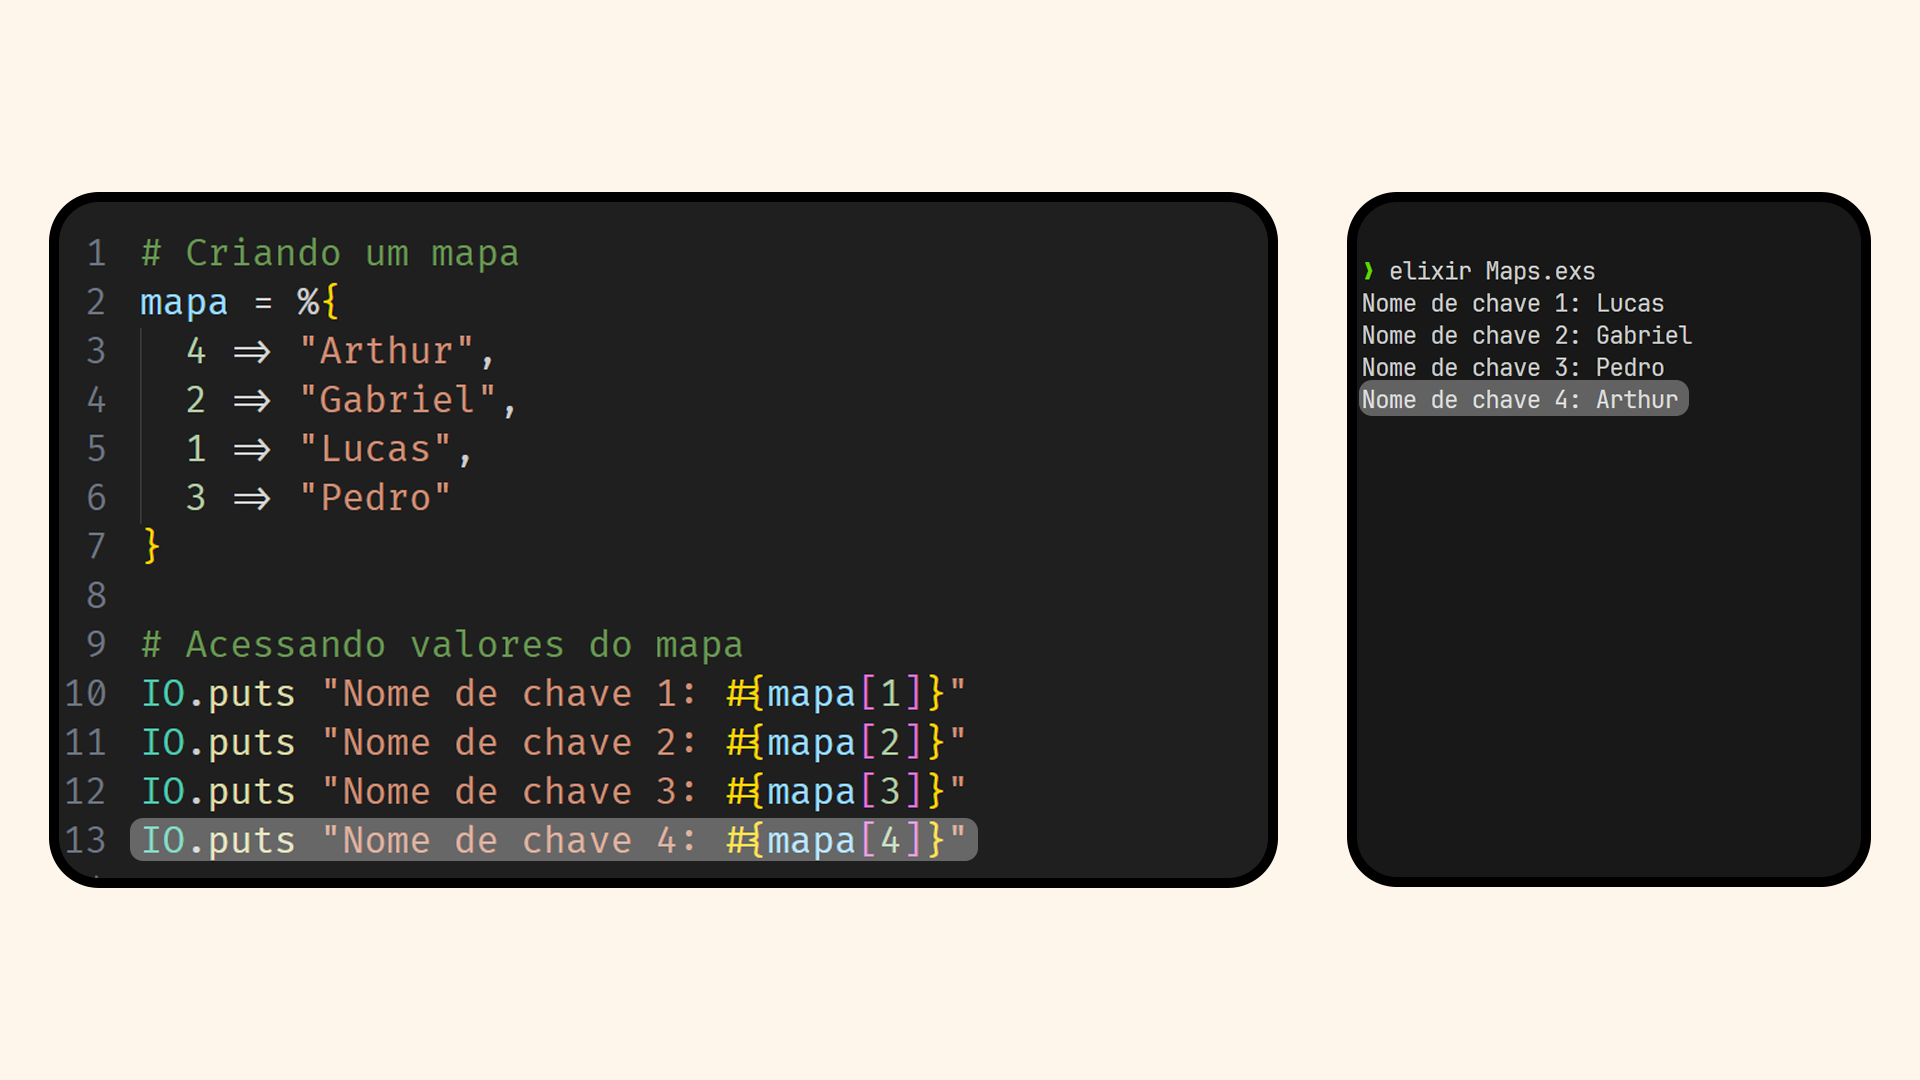 1 # Criando um mapa
2 mapa = %{
3 4 => "Arthur",
4 2 => "Gabriel",
5 1 => "Lucas",
6 3 => "Pedro"
7 }
8
9 # Acessando valores do mapa
10 IO.puts "Nome de chave 1: #{mapa[1]}"
11 IO.puts "Nome de chave 2: #{mapa[2]}"
12 IO.puts "Nome de chave 3: #{mapa[3]}"
13 IO.puts "Nome de chave 4: #{mapa[4]}"
❯ elixir Maps.exs
Nome de chave 1: Lucas
Nome de chave 2: Gabriel
Nome de chave 3: Pedro
Nome de chave 4: Arthur